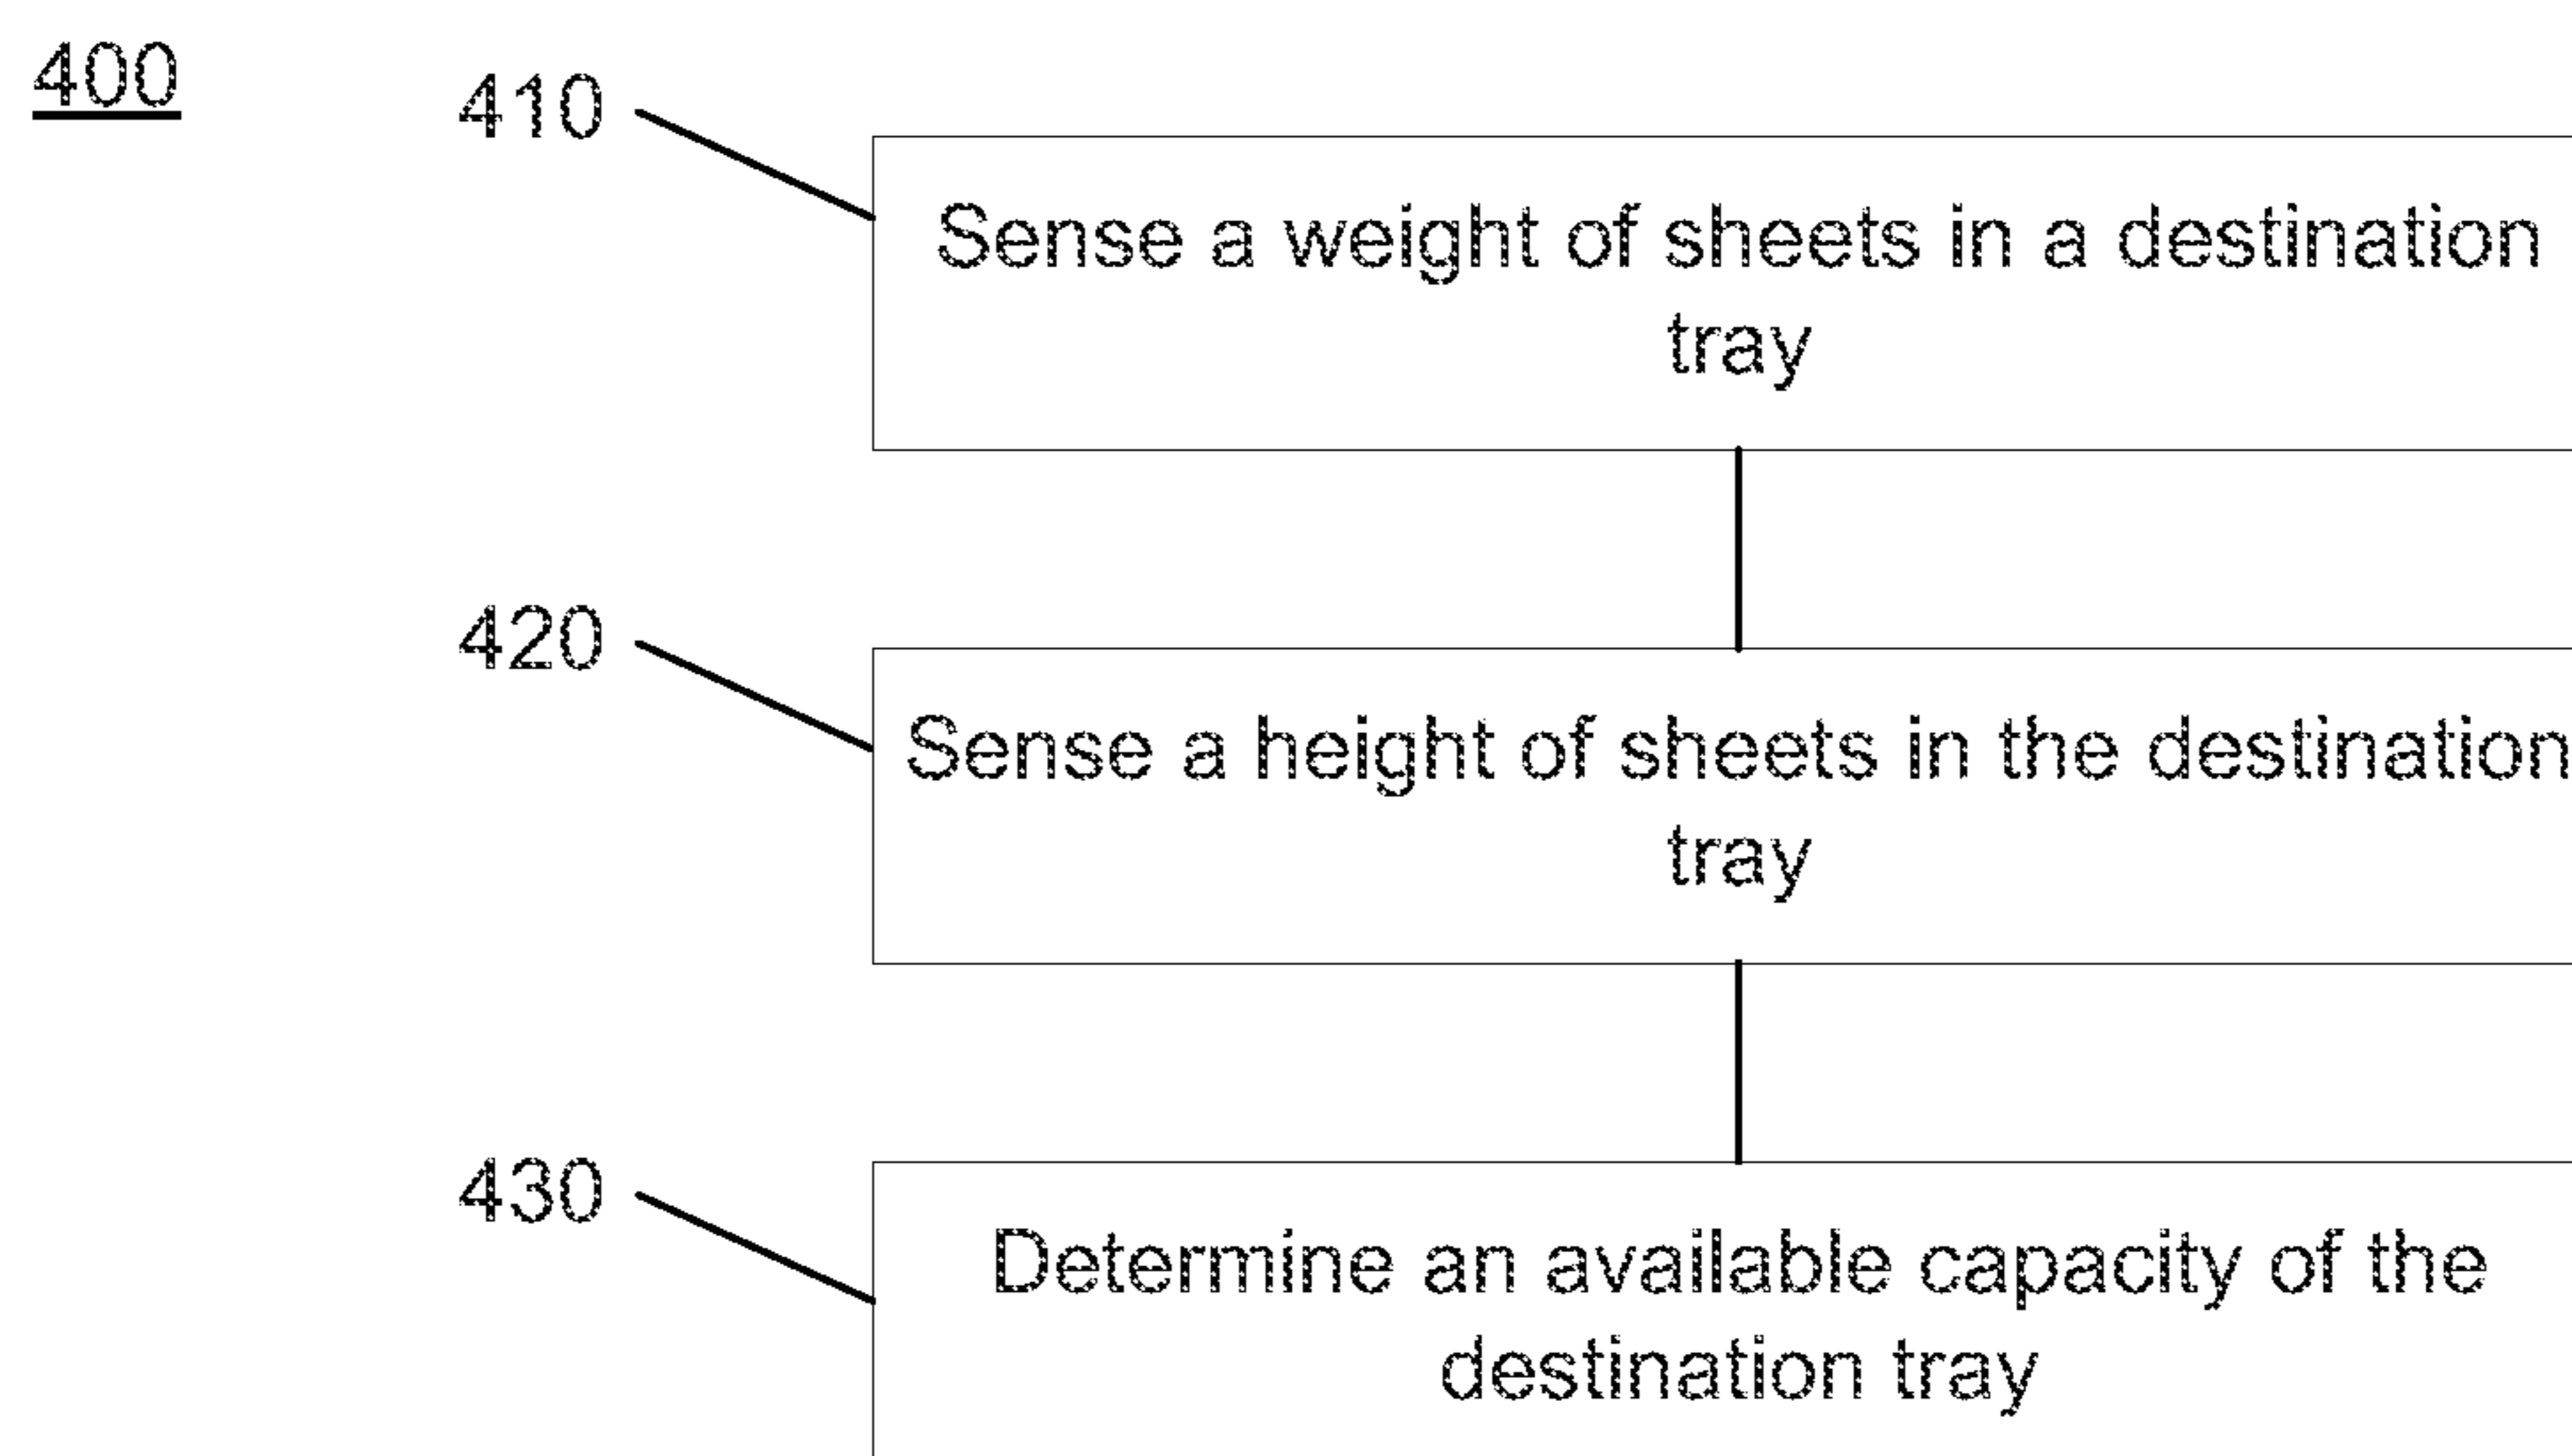 400
410
Sense a weight of sheets in a destination
tray
420
Sense a height of sheets in the destination
tray
430
Determine an available capacity of the
destination tray